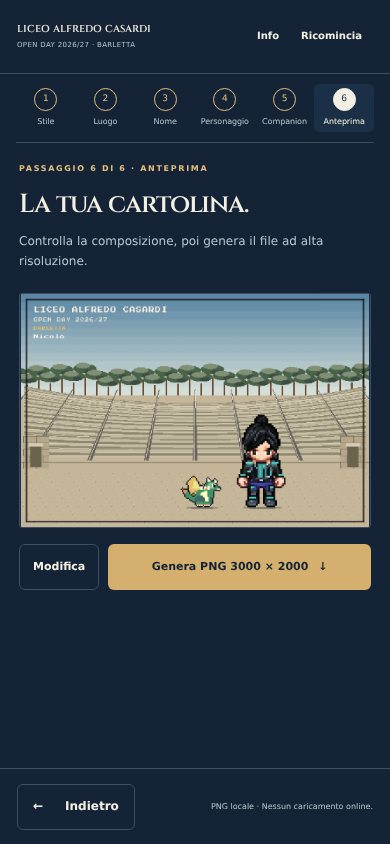 LICEO ALFREDO CASARDI
OPEN DAY 2026/27 · BARLETTA
Info
Ricomincia
1
Stile
2
Luogo
3
Nome
4
Personaggio
5
Companion
6
Anteprima
PASSAGGIO 6 DI 6 · ANTEPRIMA
LA TUA CARTOLINA.
Controlla la composizione, poi genera il file ad alta
risoluzione.
LICEO ALFREDO CASARDI
OPEN DAY 2026/27
BARLETTA
Nicolò
Modifica
Genera PNG 3000 × 2000 ↓
← Indietro
PNG locale · Nessun caricamento online.